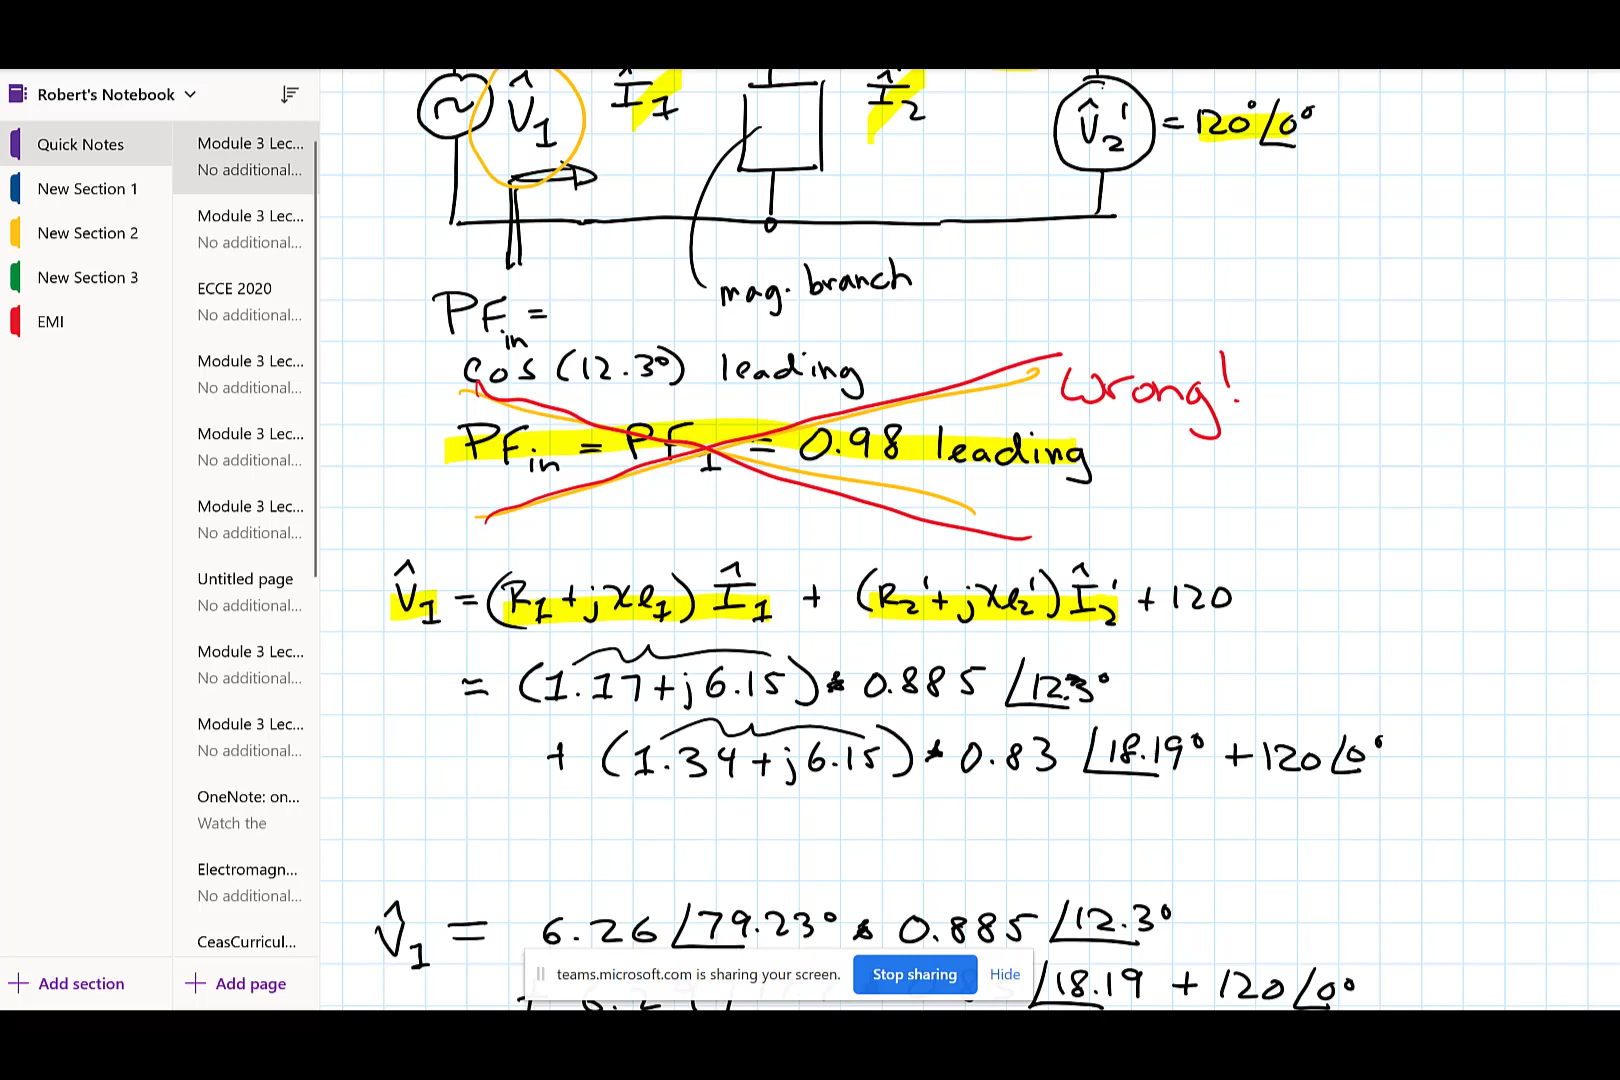 Robert's Notebook
Quick Notes
New Section 1
New Section 2
New Section 3
EMI
Add section
Module 3 Lec...
No additional...
Module 3 Lec...
No additional...
ECCE 2020
No additional...
Module 3 Lec...
No additional...
Module 3 Lec...
No additional...
Module 3 Lec...
No additional...
Untitled page
No additional...
Module 3 Lec...
No additional...
Module 3 Lec...
No additional...
OneNote: on...
Watch the
Electromagn...
No additional...
CeasCurricul...
Add page
~ V̂1 Î1 Î2 V̂2' = 120°∠0°
mag. branch
PFin =
cos (12.3°) leading
Wrong!
PFin = PF1 = 0.98 leading
V̂1 = (R1 + jxl1) Î1 + (R2' + jxl2') Î2' + 120
= (1.17 + j6.15) * 0.885 ∠12.3°
+ (1.34 + j6.15) * 0.83 ∠18.19° + 120∠0°
V̂1 = 6.26 ∠79.23° * 0.885 ∠12.3°
∠18.19 + 120∠0°
teams.microsoft.com is sharing your screen. Stop sharing Hide